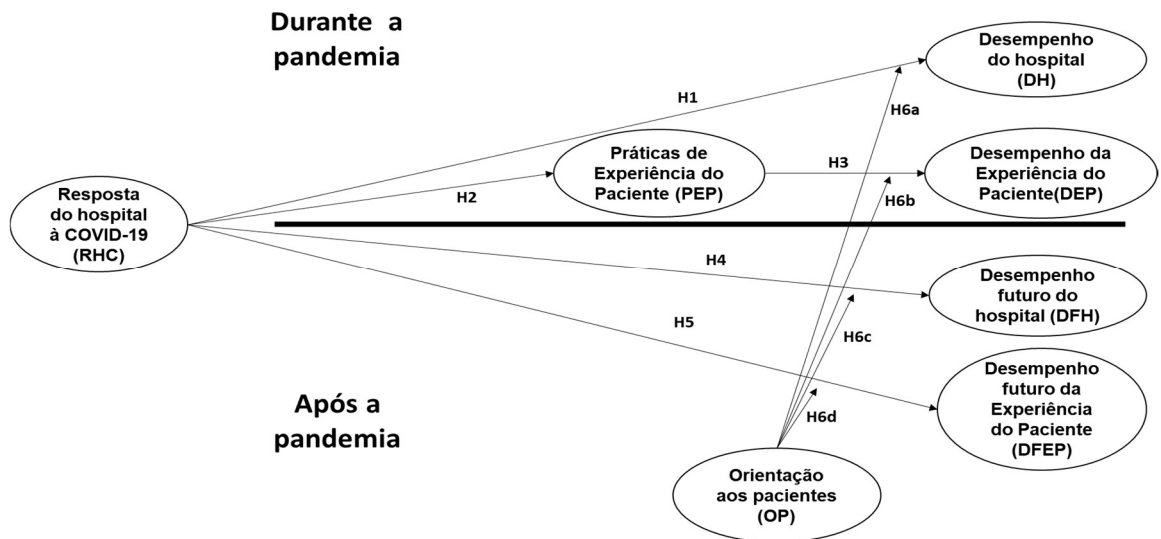 Durante a
pandemia
Desempenho
do hospital
(DH)
H1
H6a
Práticas de
Experiência do
Paciente (PEP)
H3
Desempenho da
Experiência do
Paciente(DEP)
H2
H6b
Resposta
do hospital
à COVID-19
(RHC)
H4
Desempenho
futuro do
hospital (DFH)
H5
H6c
Desempenho
futuro da
Experiência
do Paciente
(DFEP)
Após a
pandemia
H6d
Orientação
aos pacientes
(OP)